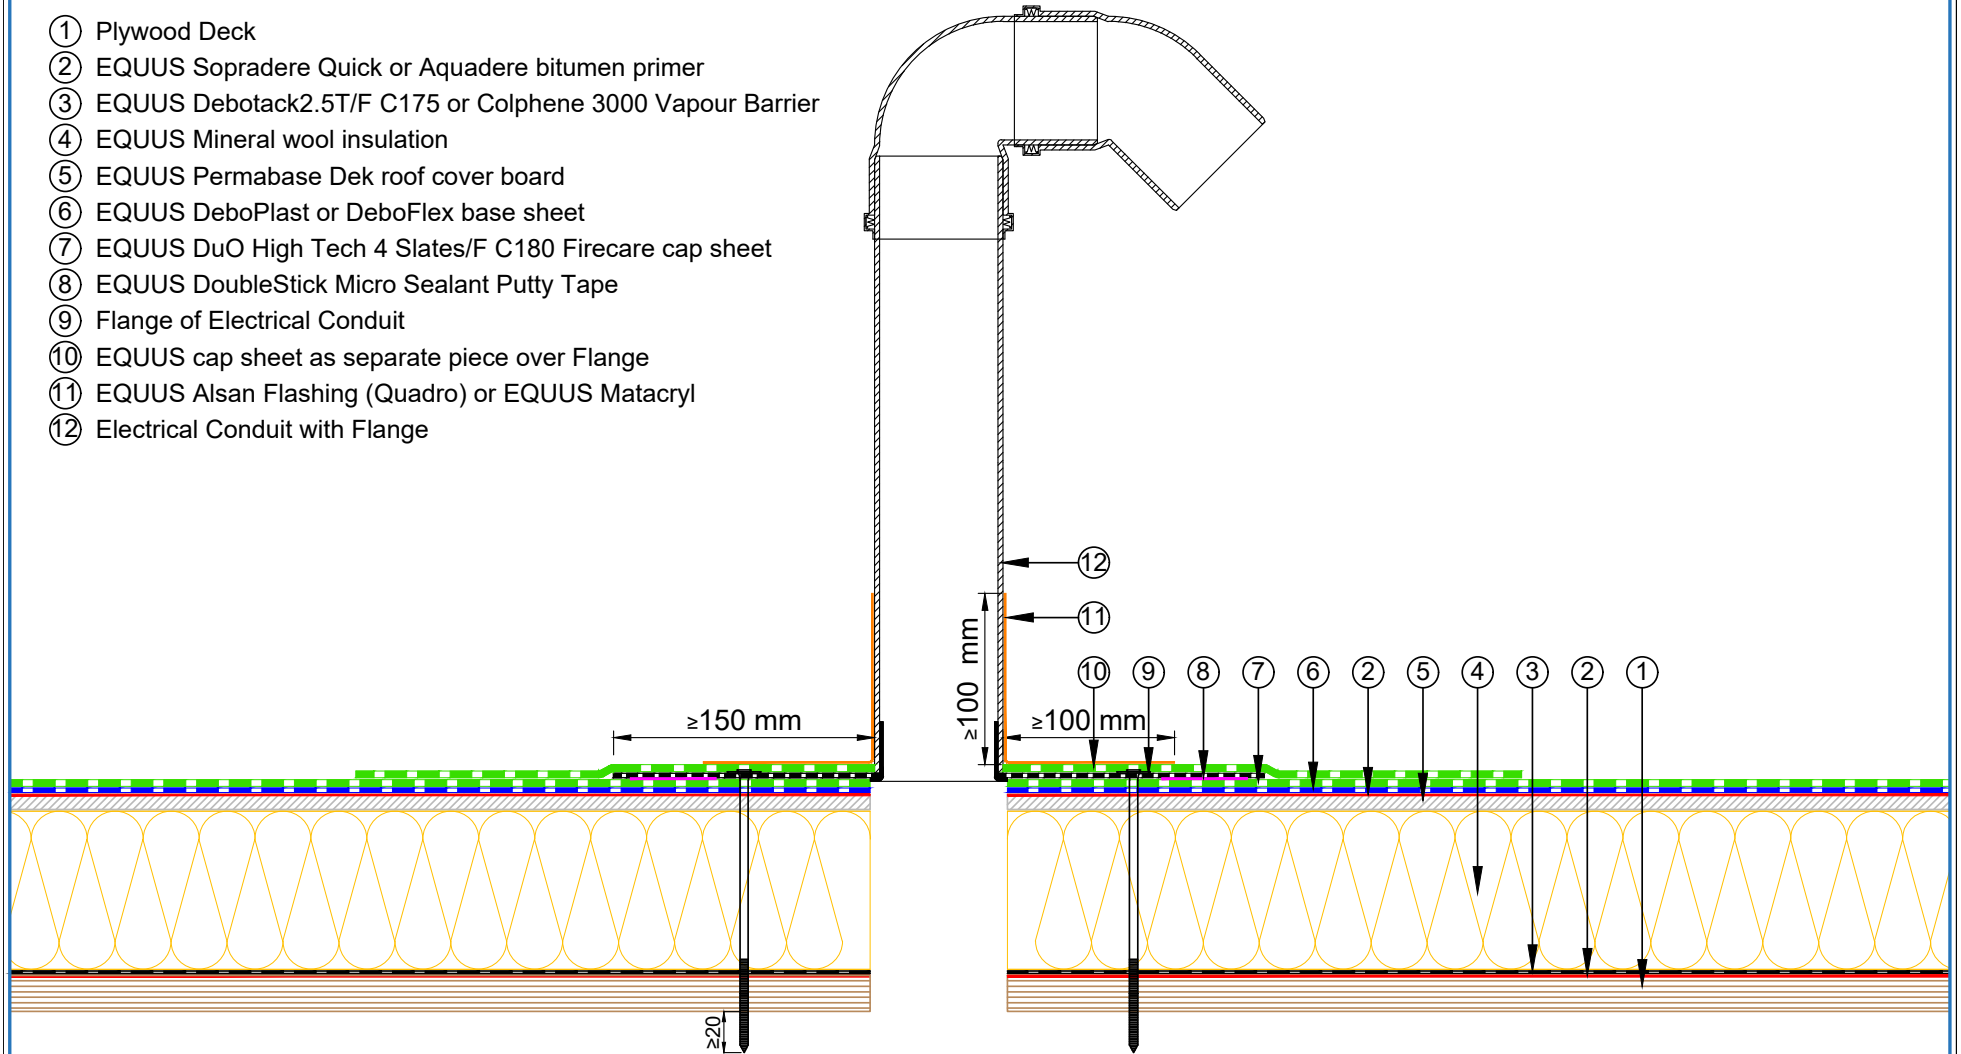 1 Plywood Deck
2 EQUUS Sopradere Quick or Aquadere bitumen primer
3 EQUUS Debotack2.5T/F C175 or Colphene 3000 Vapour Barrier
4 EQUUS Mineral wool insulation
5 EQUUS Permabase Dek roof cover board
6 EQUUS DeboPlast or DeboFlex base sheet
7 EQUUS DuO High Tech 4 Slates/F C180 Firecare cap sheet
8 EQUUS DoubleStick Micro Sealant Putty Tape
9 Flange of Electrical Conduit
10 EQUUS cap sheet as separate piece over Flange
11 EQUUS Alsan Flashing (Quadro) or EQUUS Matacryl
12 Electrical Conduit with Flange
12
11
≥100 mm
10 9 8 7 6 2 5 4 3 2 1
≥150 mm
≥100 mm
≥20